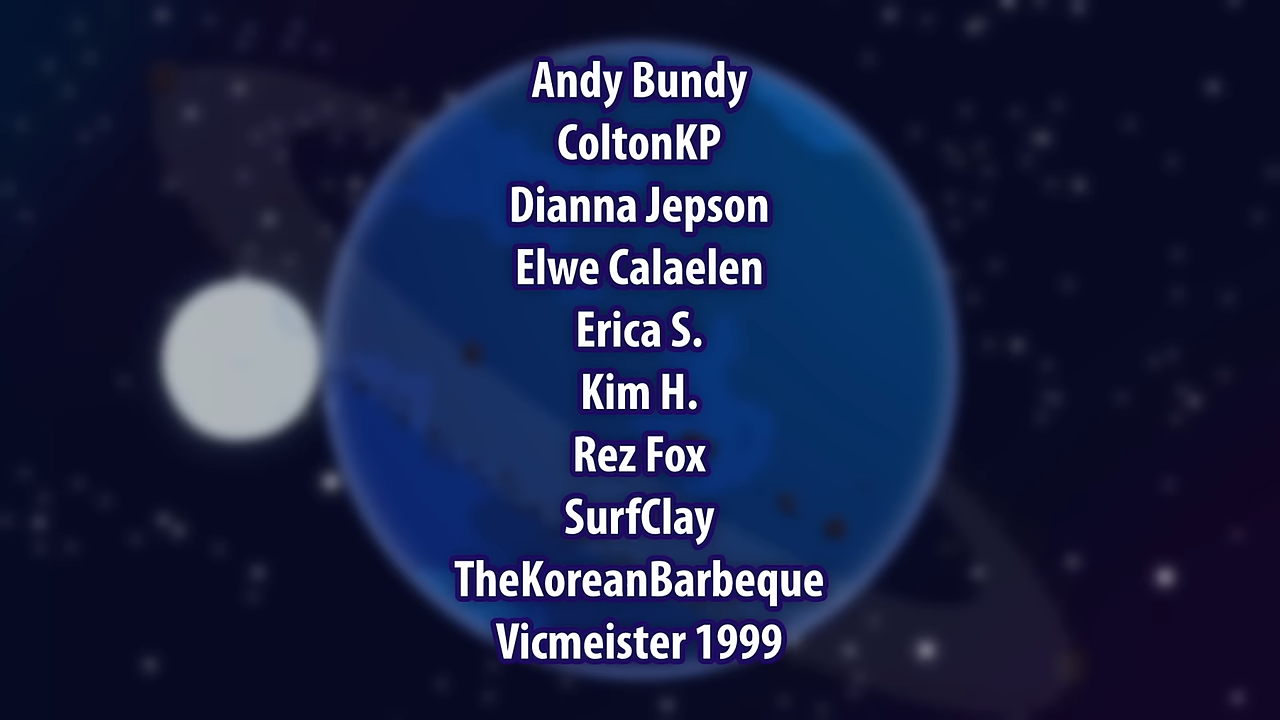 Andy Bundy
ColtonKP
Dianna Jepson
Elwe Calaelen
Erica S.
Kim H.
Rez Fox
SurfClay
TheKoreanBarbeque
Vicmeister 1999